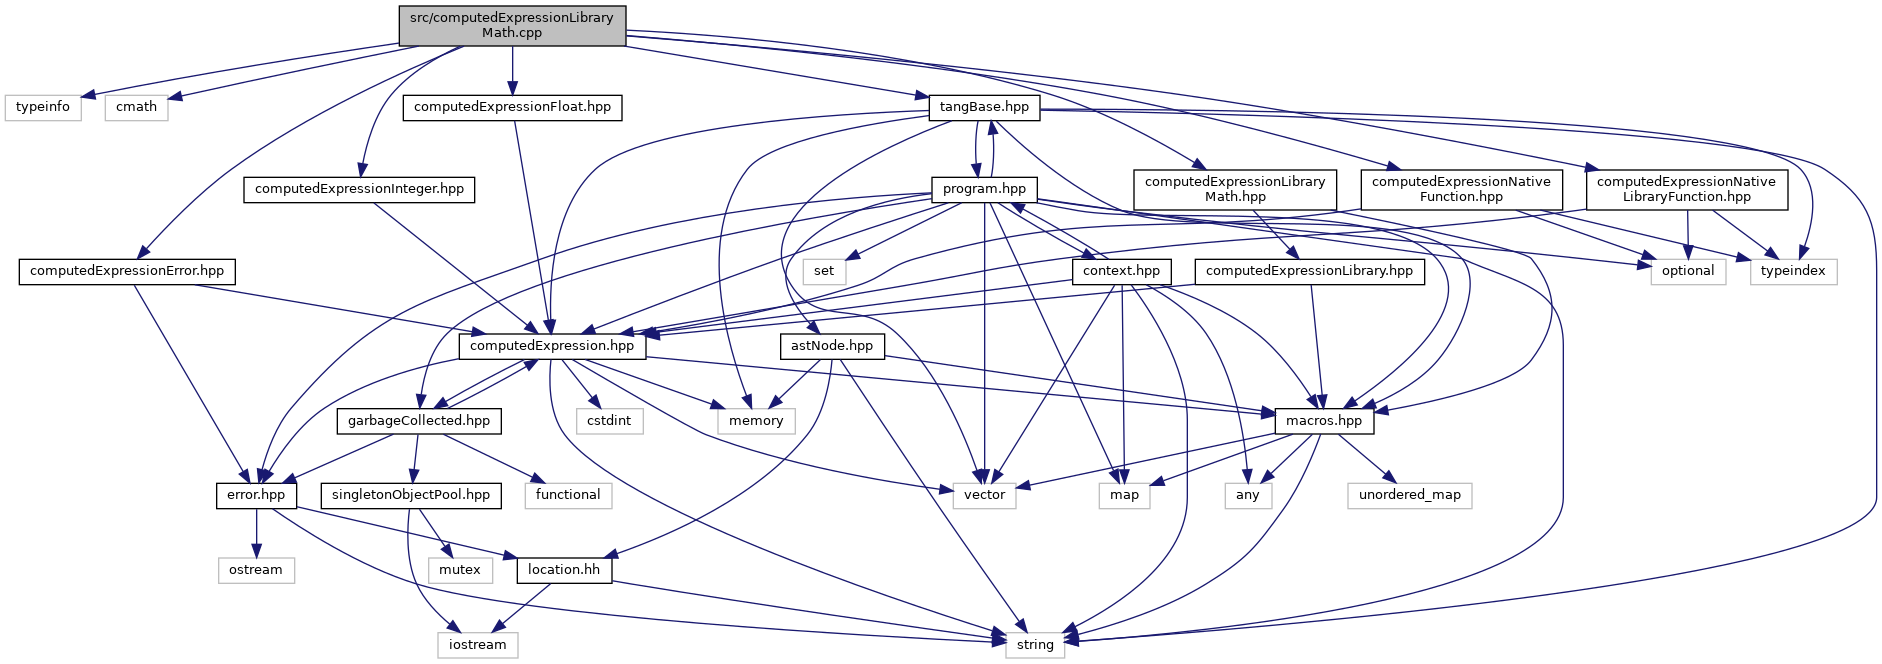 src/computedExpressionLibrary
Math.cpp
typeinfo
cmath
computedExpressionFloat.hpp
tangBase.hpp
computedExpressionInteger.hpp
program.hpp
computedExpressionLibrary
Math.hpp
computedExpressionNative
Function.hpp
computedExpressionNative
LibraryFunction.hpp
computedExpressionError.hpp
set
context.hpp
computedExpressionLibrary.hpp
optional
typeindex
computedExpression.hpp
astNode.hpp
garbageCollected.hpp
cstdint
memory
macros.hpp
error.hpp
singletonObjectPool.hpp
functional
vector
map
any
unordered_map
ostream
mutex
location.hh
iostream
string